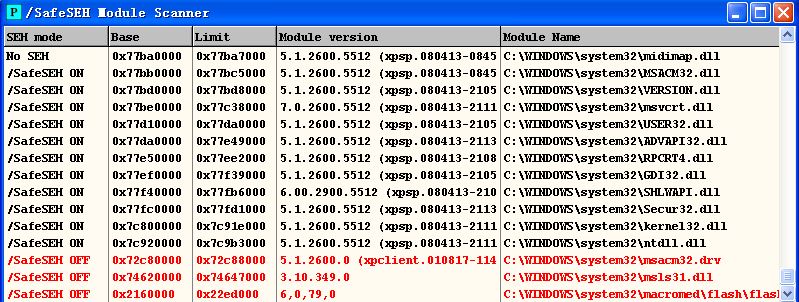 /SafeSEH Module Scanner
SEH mode Base Limit Module version Module Name
No SEH 0x77ba0000 0x77ba7000 5.1.2600.5512 (xpsp.080413-0845 C:\WINDOWS\system32\midimap.dll
/SafeSEH ON 0x77bb0000 0x77bc5000 5.1.2600.5512 (xpsp.080413-0845 C:\WINDOWS\system32\MSACM32.dll
/SafeSEH ON 0x77bd0000 0x77bd8000 5.1.2600.5512 (xpsp.080413-2105 C:\WINDOWS\system32\VERSION.dll
/SafeSEH ON 0x77be0000 0x77c38000 7.0.2600.5512 (xpsp.080413-2111 C:\WINDOWS\system32\msvcrt.dll
/SafeSEH ON 0x77d10000 0x77da0000 5.1.2600.5512 (xpsp.080413-2105 C:\WINDOWS\system32\USER32.dll
/SafeSEH ON 0x77da0000 0x77e49000 5.1.2600.5512 (xpsp.080413-2113 C:\WINDOWS\system32\ADVAPI32.dll
/SafeSEH ON 0x77e50000 0x77ee2000 5.1.2600.5512 (xpsp.080413-2108 C:\WINDOWS\system32\RPCRT4.dll
/SafeSEH ON 0x77ef0000 0x77f39000 5.1.2600.5512 (xpsp.080413-2105 C:\WINDOWS\system32\GDI32.dll
/SafeSEH ON 0x77f40000 0x77fb6000 6.00.2900.5512 (xpsp.080413-210 C:\WINDOWS\system32\SHLWAPI.dll
/SafeSEH ON 0x77fc0000 0x77fd1000 5.1.2600.5512 (xpsp.080413-2113 C:\WINDOWS\system32\Secur32.dll
/SafeSEH ON 0x7c800000 0x7c91e000 5.1.2600.5512 (xpsp.080413-2111 C:\WINDOWS\system32\kernel32.dll
/SafeSEH ON 0x7c920000 0x7c9b3000 5.1.2600.5512 (xpsp.080413-2111 C:\WINDOWS\system32\ntdll.dll
/SafeSEH OFF 0x72c80000 0x72c88000 5.1.2600.0 (xpclient.010817-114 C:\WINDOWS\system32\msacm32.drv
/SafeSEH OFF 0x74620000 0x74647000 3.10.349.0 C:\WINDOWS\system32\msls31.dll
/SafeSEH OFF 0x2160000 0x22ed000 6,0,79,0 C:\WINDOWS\system32\macromed\flash\flas